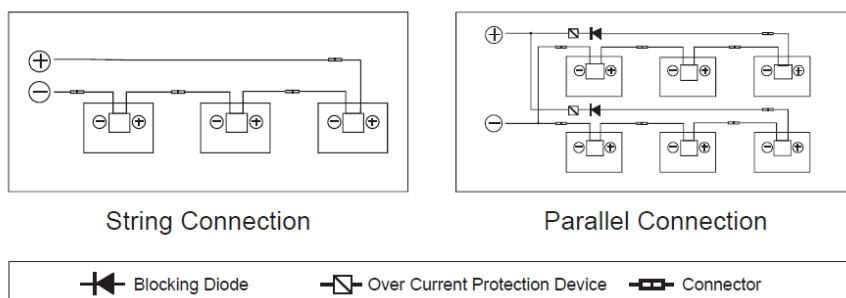 String Connection
Parallel Connection
Blocking Diode
Over Current Protection Device
Connector